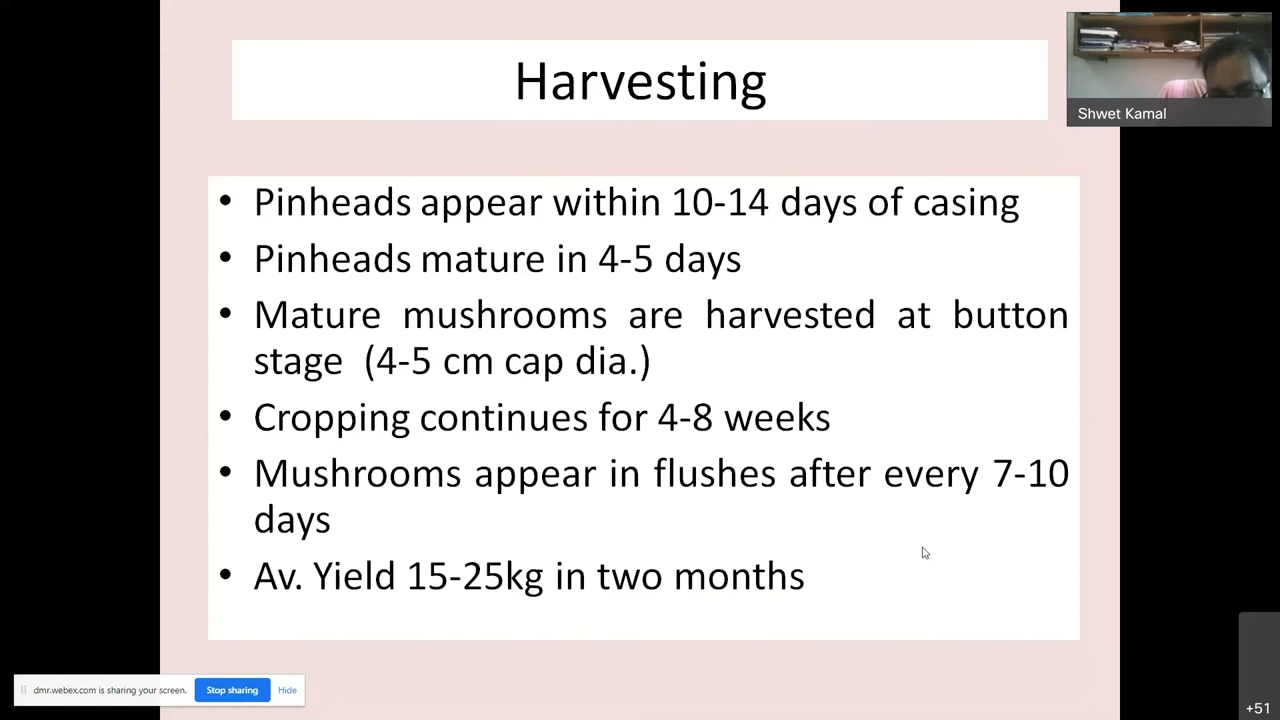 Harvesting
Shwet Kamal
• Pinheads appear within 10-14 days of casing
• Pinheads mature in 4-5 days
• Mature mushrooms are harvested at button
stage (4-5 cm cap dia.)
• Cropping continues for 4-8 weeks
• Mushrooms appear in flushes after every 7-10
days
• Av. Yield 15-25kg in two months
dmr.webex.com is sharing your screen. Stop sharing Hide
+51